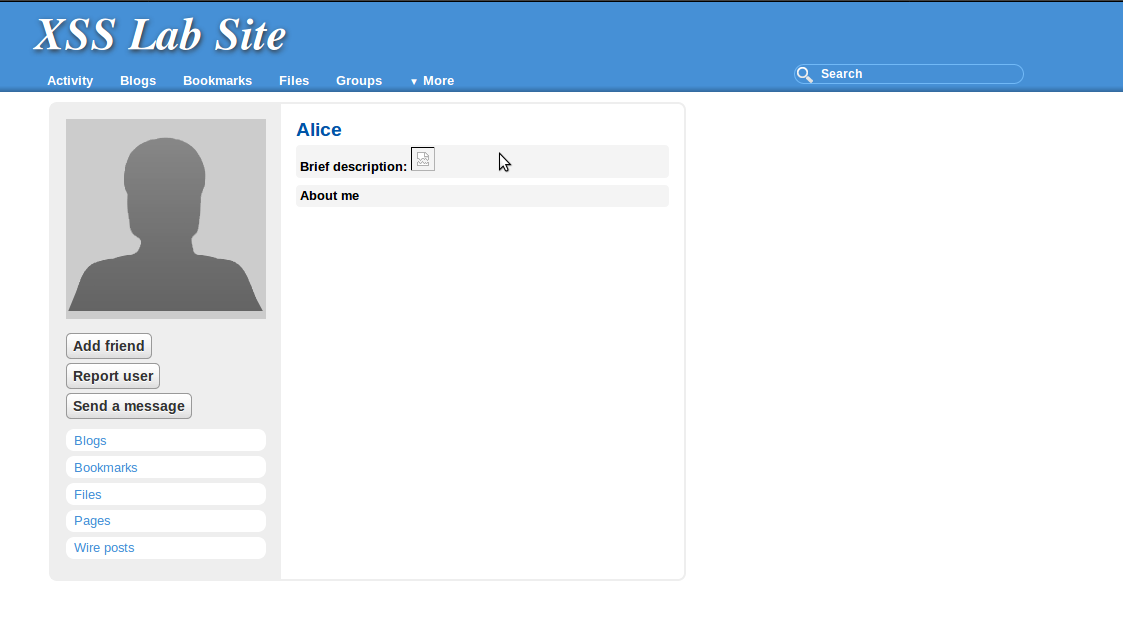 XSS Lab Site
Activity Blogs Bookmarks Files Groups ▼ More
Search
Alice
Brief description:
About me
Add friend
Report user
Send a message
Blogs
Bookmarks
Files
Pages
Wire posts